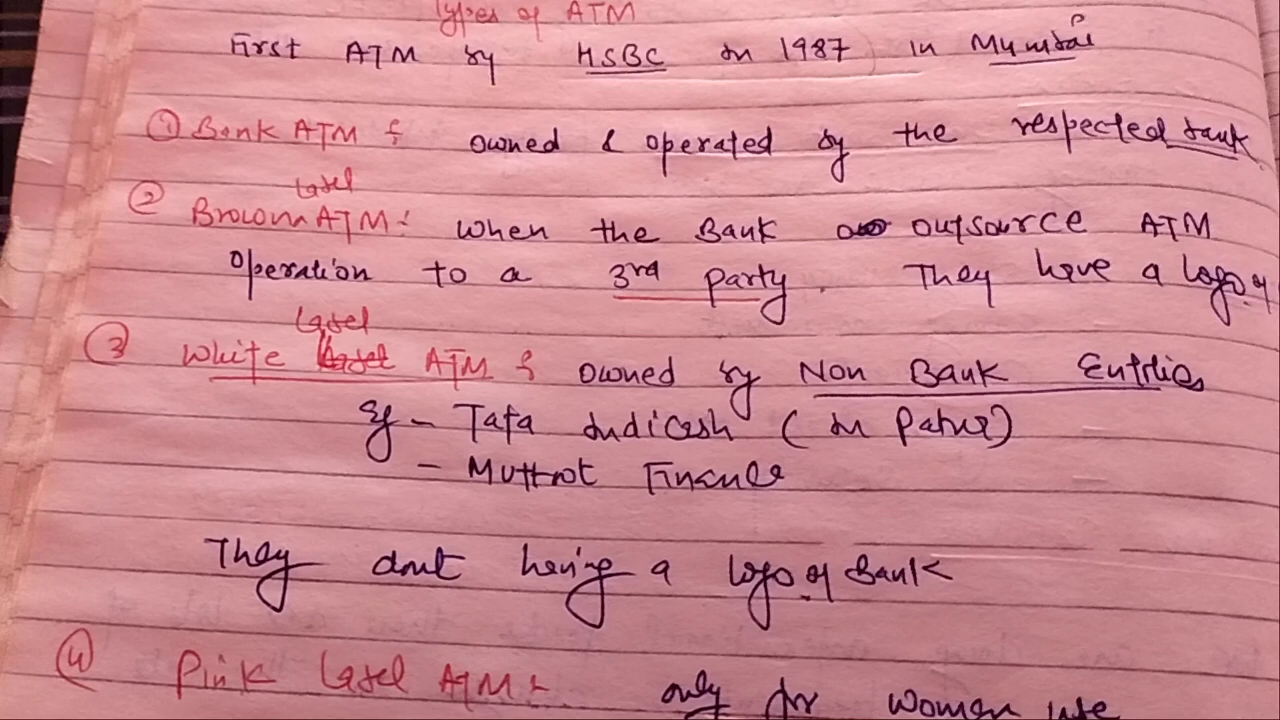 Types of ATM
First ATM by HSBC in 1987 in Mumbai
① Bank ATM : owned & operated by the respected bank
② Brown Label ATM : when the Bank outsource ATM
operation to a 3rd party. They have a logo of
③ White Label ATM : owned by Non Bank Entities
Eg - Tata Indicash (in
- Muttrot Finance
They dont having a logo of Bank
④ Pink Label ATM : only for women use